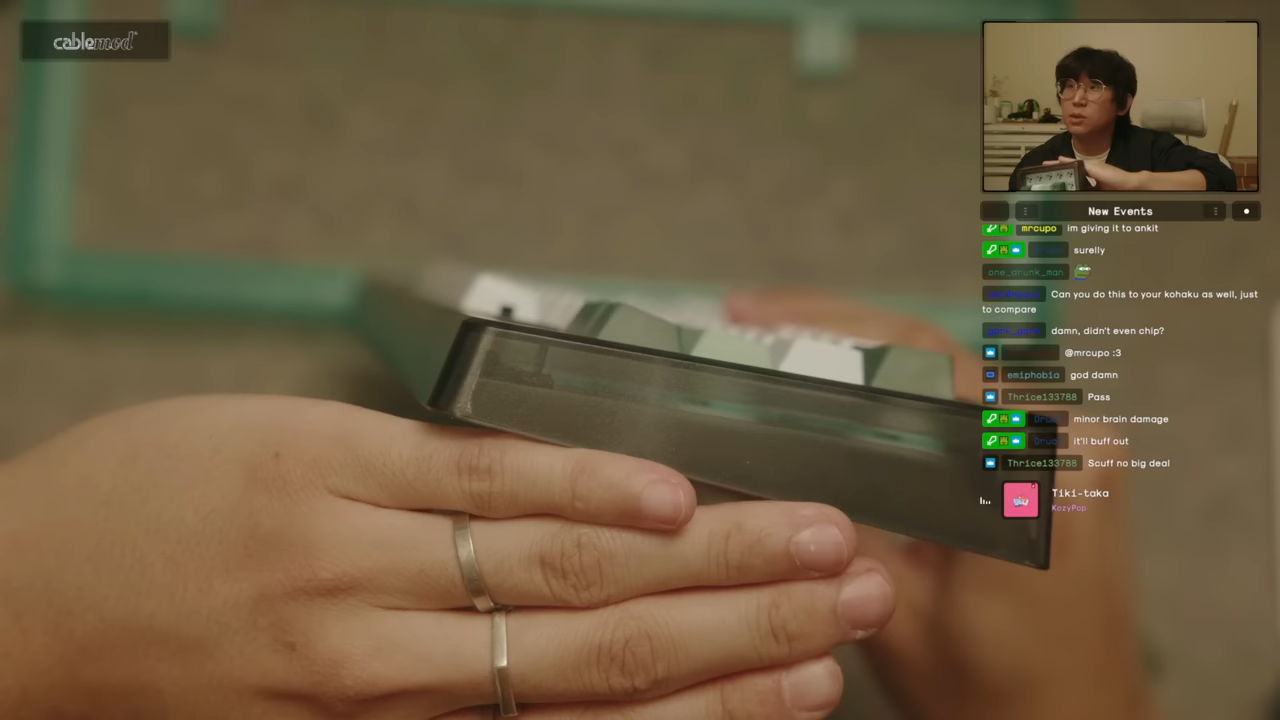 cablemod
New Events
mrcupo im giving it to ankit
surelly
one_drunk_man
Can you do this to your kohaku as well, just
to compare
damn, didn't even chip?
@mrcupo :3
emiphobia god damn
Thrice133788 Pass
minor brain damage
it'll buff out
Thrice133788 Scuff no big deal
Tiki-taka
KozyPop